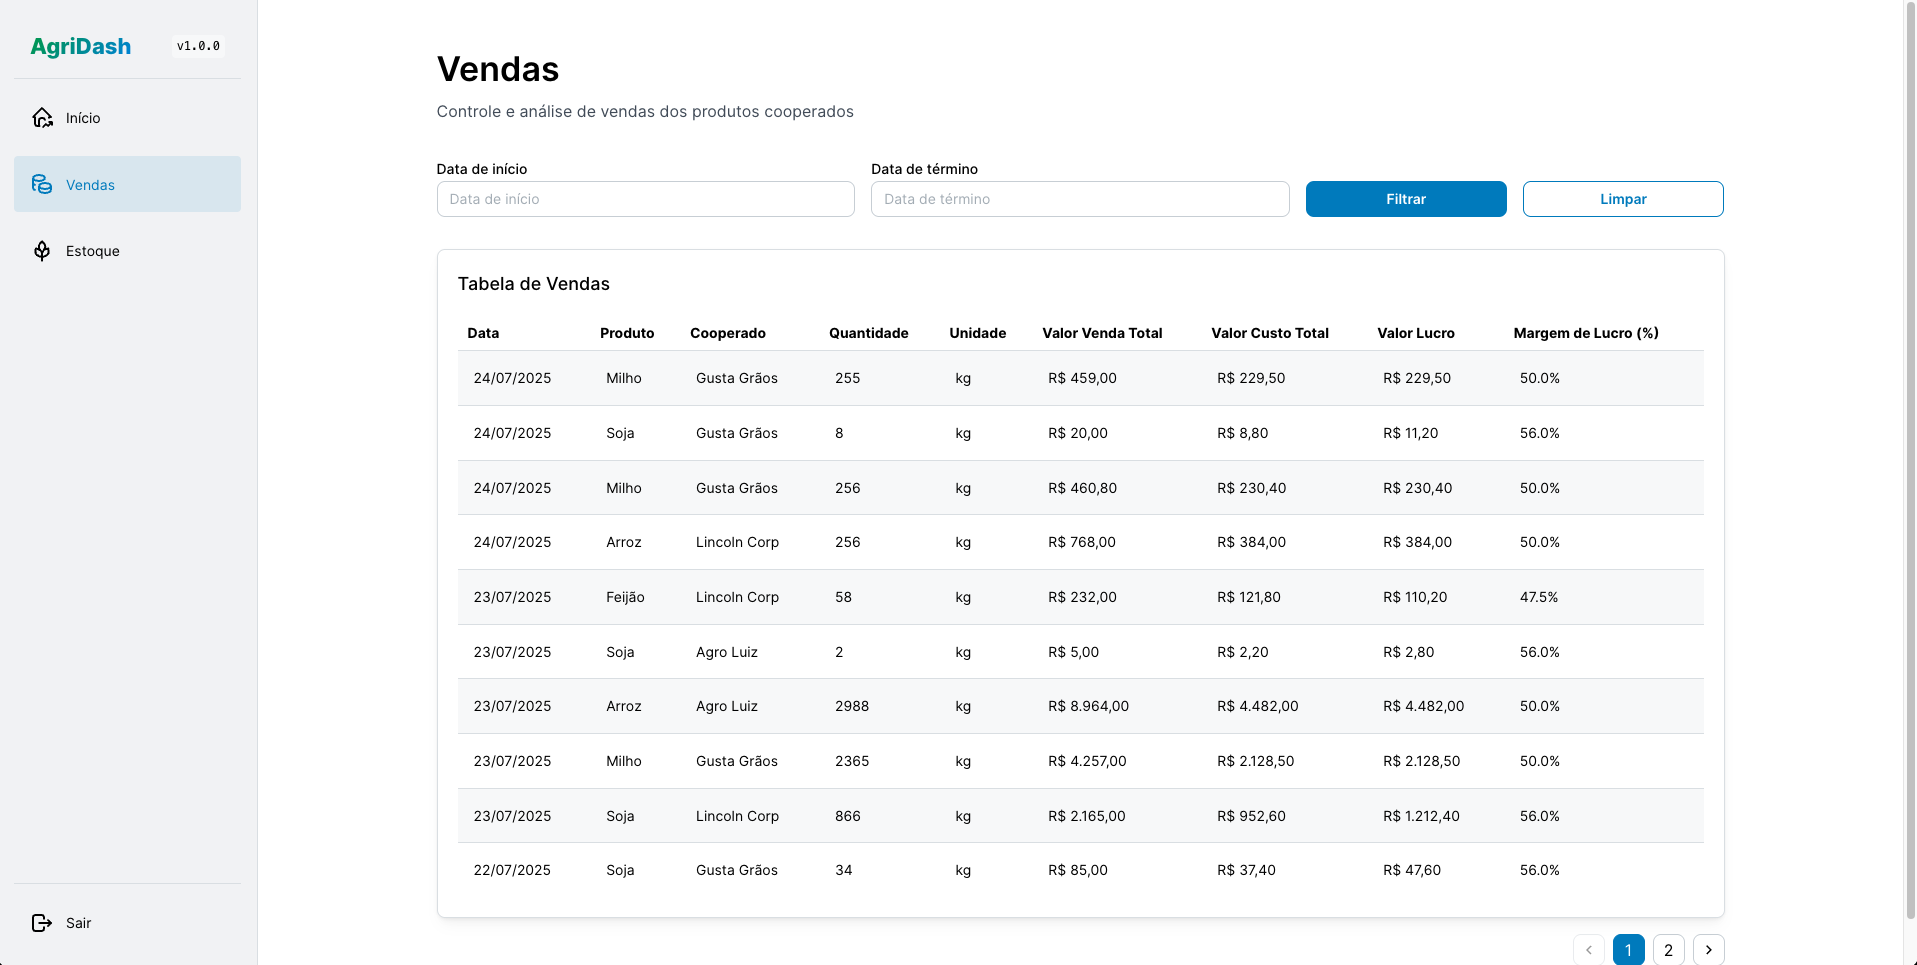 AgriDash v1.0.0
Início
Vendas
Estoque
Sair
Vendas
Controle e análise de vendas dos produtos cooperados
Data de início Data de término
Data de início Data de término Filtrar Limpar
Tabela de Vendas
Data Produto Cooperado Quantidade Unidade Valor Venda Total Valor Custo Total Valor Lucro Margem de Lucro (%)
24/07/2025 Milho Gusta Grãos 255 kg R$ 459,00 R$ 229,50 R$ 229,50 50.0%
24/07/2025 Soja Gusta Grãos 8 kg R$ 20,00 R$ 8,80 R$ 11,20 56.0%
24/07/2025 Milho Gusta Grãos 256 kg R$ 460,80 R$ 230,40 R$ 230,40 50.0%
24/07/2025 Arroz Lincoln Corp 256 kg R$ 768,00 R$ 384,00 R$ 384,00 50.0%
23/07/2025 Feijão Lincoln Corp 58 kg R$ 232,00 R$ 121,80 R$ 110,20 47.5%
23/07/2025 Soja Agro Luiz 2 kg R$ 5,00 R$ 2,20 R$ 2,80 56.0%
23/07/2025 Arroz Agro Luiz 2988 kg R$ 8.964,00 R$ 4.482,00 R$ 4.482,00 50.0%
23/07/2025 Milho Gusta Grãos 2365 kg R$ 4.257,00 R$ 2.128,50 R$ 2.128,50 50.0%
23/07/2025 Soja Lincoln Corp 866 kg R$ 2.165,00 R$ 952,60 R$ 1.212,40 56.0%
22/07/2025 Soja Gusta Grãos 34 kg R$ 85,00 R$ 37,40 R$ 47,60 56.0%
1 2